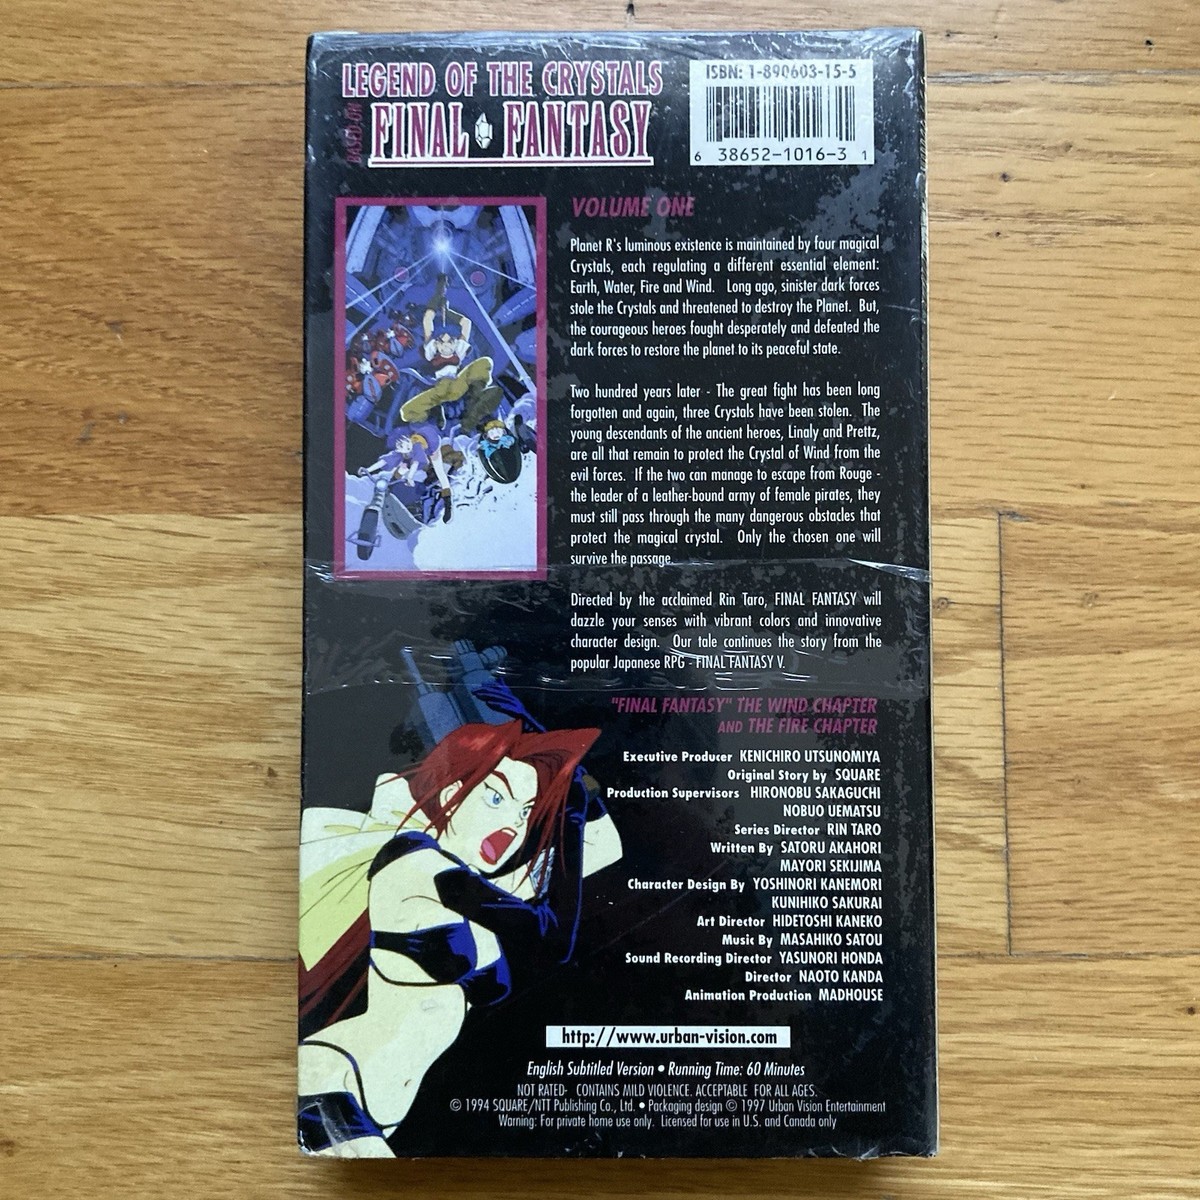 LEGEND OF THE CRYSTALS
BASED ON
FINAL FANTASY
ISBN: 1-890603-15-5
6 38652-1016-3 1
VOLUME ONE
Planet R's luminous existence is maintained by four magical
Crystals, each regulating a different essential element:
Earth, Water, Fire and Wind. Long ago, sinister dark forces
stole the Crystals and threatened to destroy the Planet. But,
the courageous heroes fought desperately and defeated the
dark forces to restore the planet to its peaceful state.
Two hundred years later - The great fight has been long
forgotten and again, three Crystals have been stolen. The
young descendants of the ancient heroes, Linaly and Prettz,
are all that remain to protect the Crystal of Wind from the
evil forces. If the two can manage to escape from Rouge -
the leader of a leather-bound army of female pirates, they
must still pass through the many dangerous obstacles that
protect the magical crystal. Only the chosen one will
survive the passage.
Directed by the acclaimed Rin Taro, FINAL FANTASY will
dazzle your senses with vibrant colors and innovative
character design. Our tale continues the story from the
popular Japanese RPG - FINAL FANTASY V.
"FINAL FANTASY" THE WIND CHAPTER
AND THE FIRE CHAPTER
Executive Producer KENICHIRO UTSUNOMIYA
Original Story by SQUARE
Production Supervisors HIRONOBU SAKAGUCHI
NOBUO UEMATSU
Series Director RIN TARO
Written By SATORU AKAHORI
MAYORI SEKIJIMA
Character Design By YOSHINORI KANEMORI
KUNIHIKO SAKURAI
Art Director HIDETOSHI KANEKO
Music By MASAHIKO SATOU
Sound Recording Director YASUNORI HONDA
Director NAOTO KANDA
Animation Production MADHOUSE
http://www.urban-vision.com
English Subtitled Version • Running Time: 60 Minutes
NOT RATED- CONTAINS MILD VIOLENCE. ACCEPTABLE FOR ALL AGES.
© 1994 SQUARE/NTT Publishing Co., Ltd. • Packaging design © 1997 Urban Vision Entertainment
Warning: For private home use only. Licensed for use in U.S. and Canada only